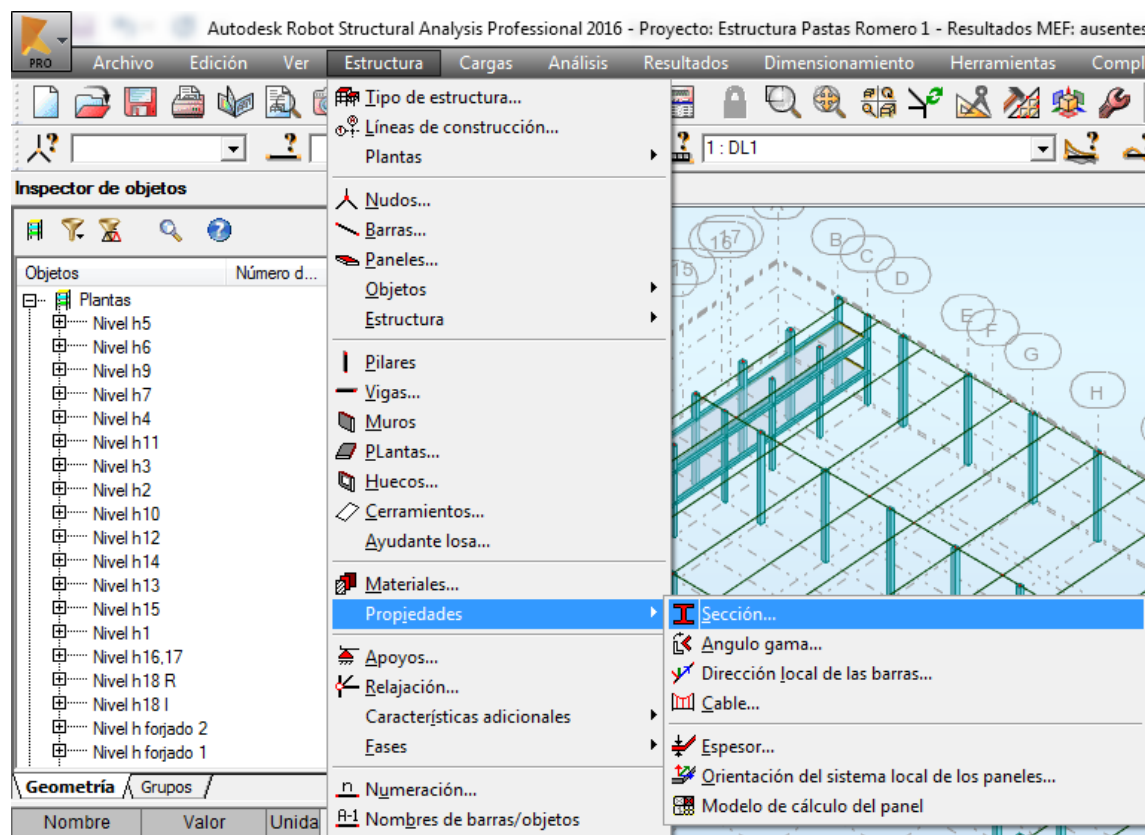 Autodesk Robot Structural Analysis Professional 2016 - Proyecto: Estructura Pastas Romero 1 - Resultados MEF: ausentes
PRO
Archivo Edición Ver Estructura Cargas Análisis Resultados Dimensionamiento Herramientas Compl
1 : DL1
Inspector de objetos
Objetos Número d...
Plantas
Nivel h5
Nivel h6
Nivel h9
Nivel h7
Nivel h4
Nivel h11
Nivel h3
Nivel h2
Nivel h10
Nivel h12
Nivel h14
Nivel h13
Nivel h15
Nivel h1
Nivel h16,17
Nivel h18 R
Nivel h18 I
Nivel h forjado 2
Nivel h forjado 1
Geometría Grupos
Nombre Valor Unida
Tipo de estructura...
Líneas de construcción...
Plantas
Nudos...
Barras...
Paneles...
Objetos
Estructura
Pilares
Vigas...
Muros
PLantas...
Huecos...
Cerramientos...
Ayudante losa...
Materiales...
Propiedades
Apoyos...
Relajación...
Características adicionales
Fases
Numeración...
Nombres de barras/objetos
Sección...
Angulo gama...
Dirección local de las barras...
Cable...
Espesor...
Orientación del sistema local de los paneles...
Modelo de cálculo del panel
15
16
17
B
C
D
E
F
G
H